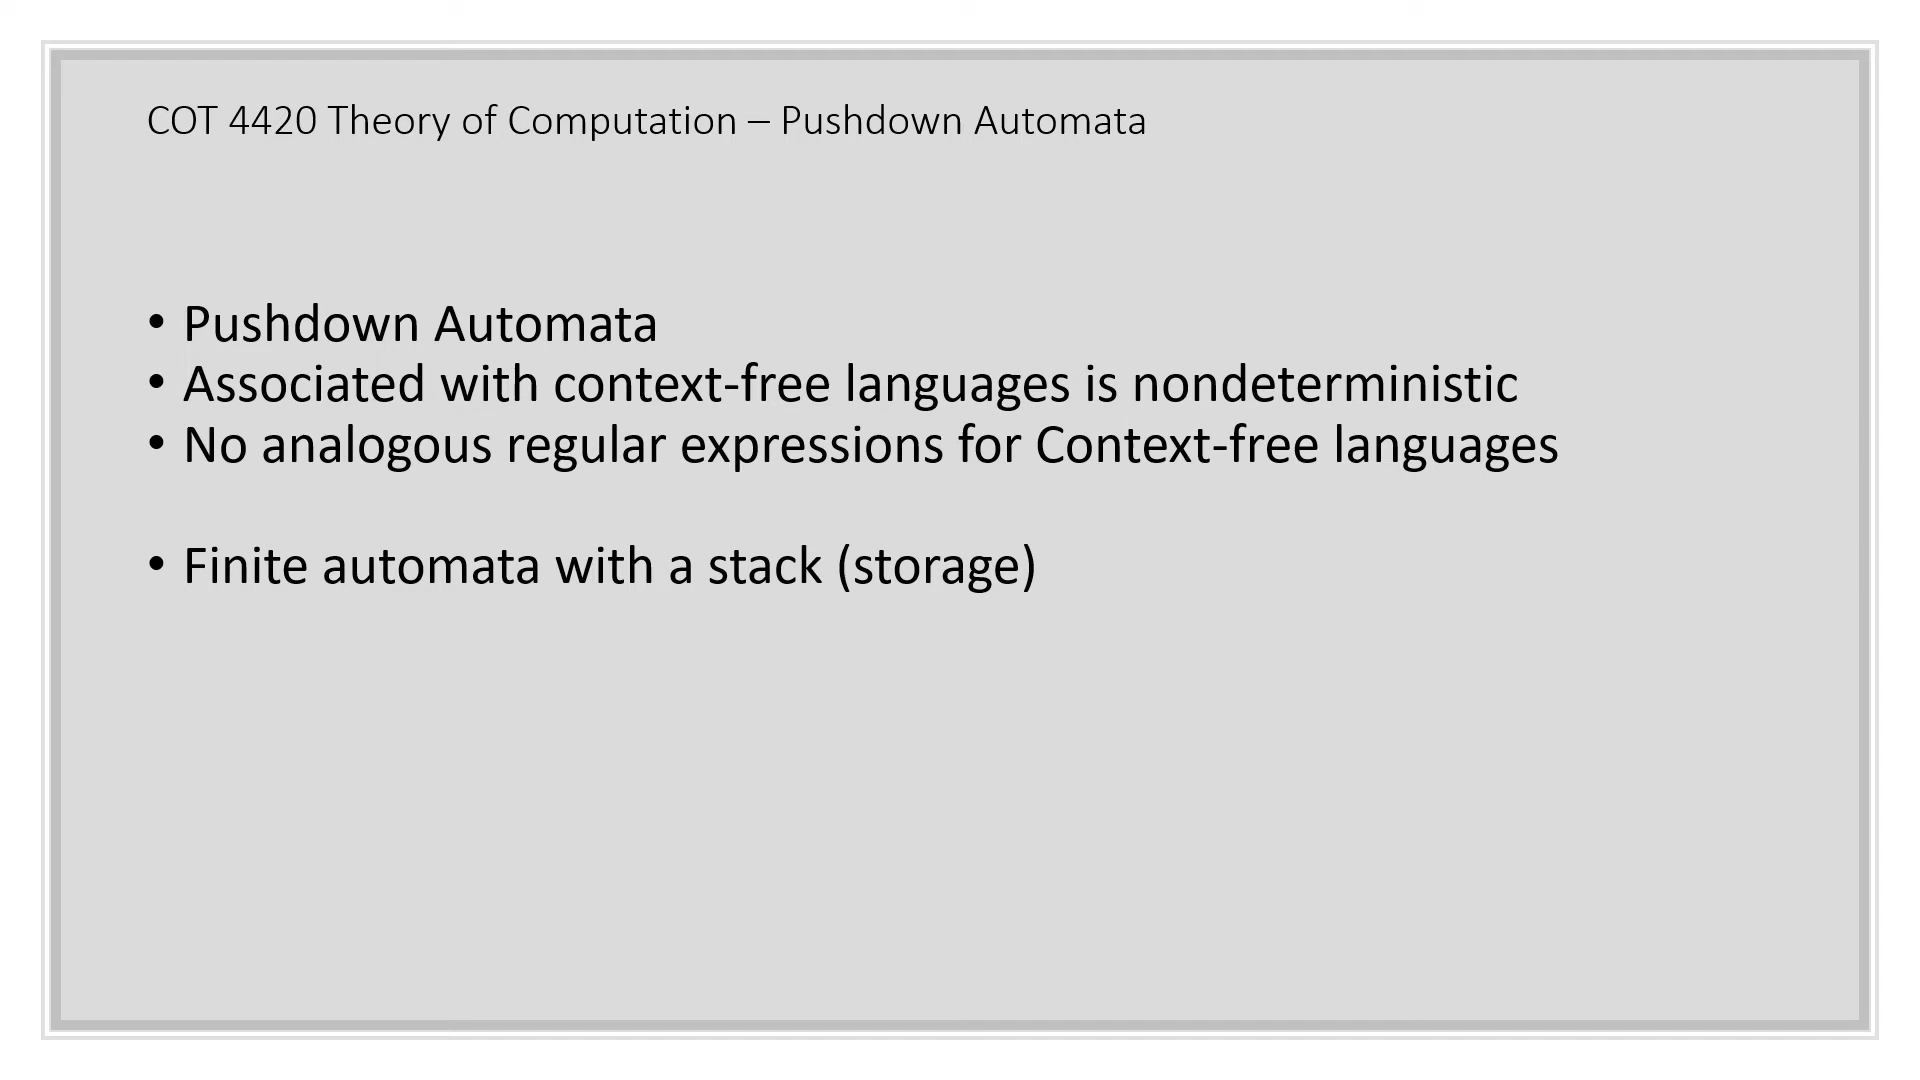 COT 4420 Theory of Computation – Pushdown Automata
• Pushdown Automata
• Associated with context-free languages is nondeterministic
• No analogous regular expressions for Context-free languages
• Finite automata with a stack (storage)